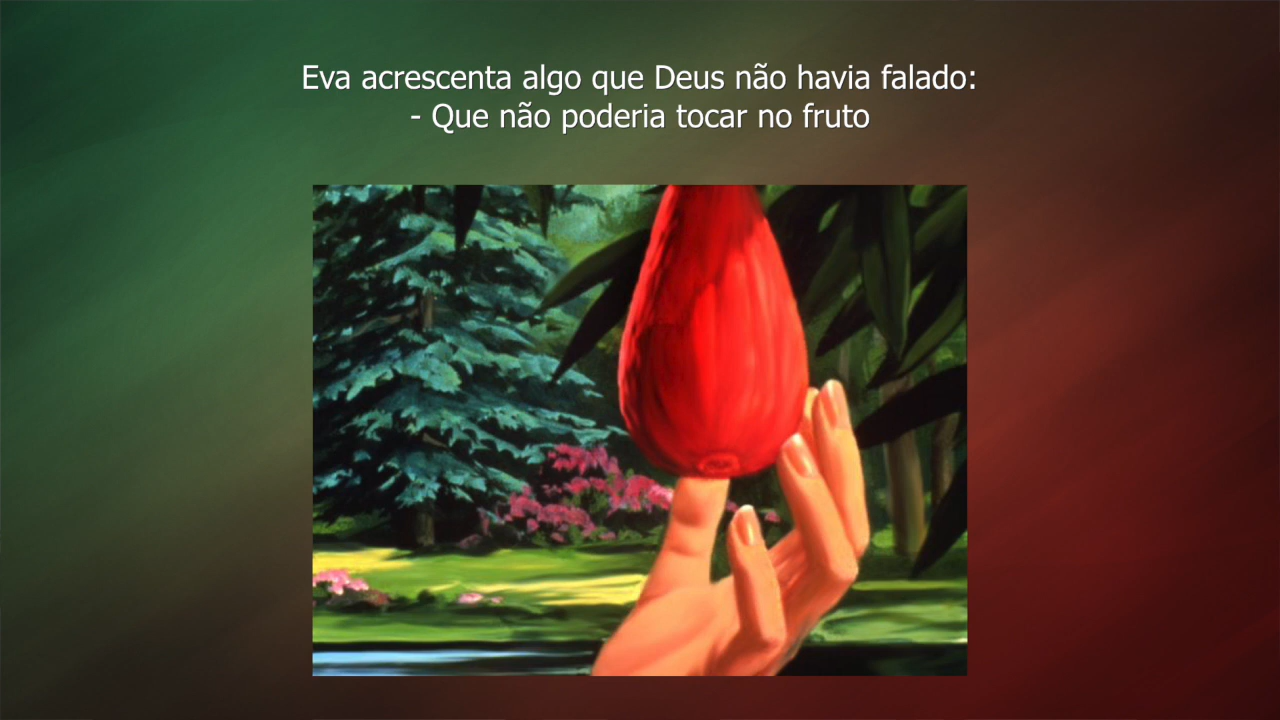 Eva acrescenta algo que Deus não havia falado:
- Que não poderia tocar no fruto